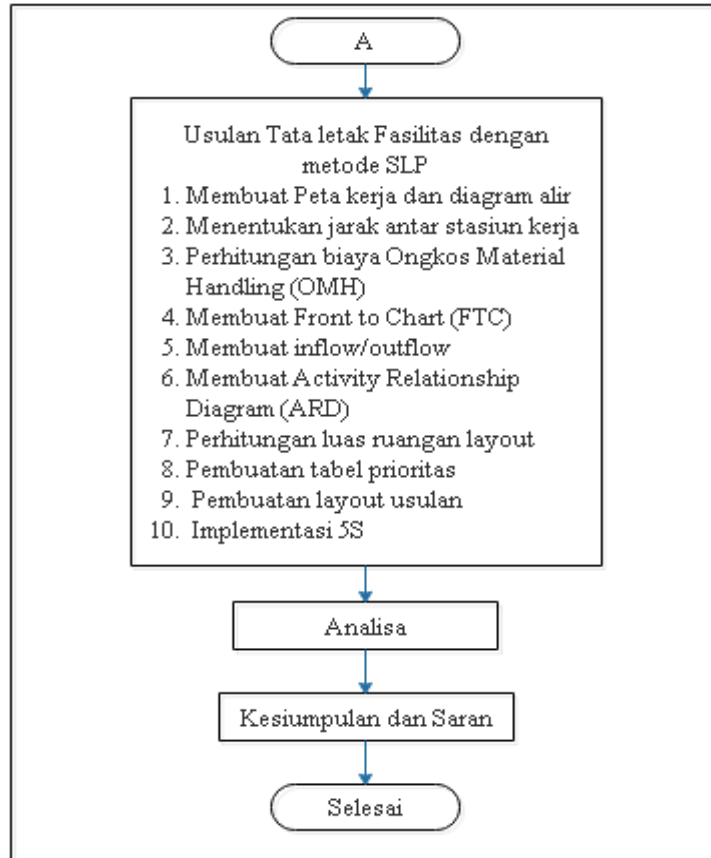 A
Usulan Tata letak Fasilitas dengan
metode SLP
1. Membuat Peta kerja dan diagram alir
2. Menentukan jarak antar stasiun kerja
3. Perhitungan biaya Ongkos Material
Handling (OMH)
4. Membuat Front to Chart (FTC)
5. Membuat inflow/outflow
6. Membuat Activity Relationship
Diagram (ARD)
7. Perhitungan luas ruangan layout
8. Pembuatan tabel prioritas
9. Pembuatan layout usulan
10. Implementasi 5S
Analisa
Kesiumpulan dan Saran
Selesai